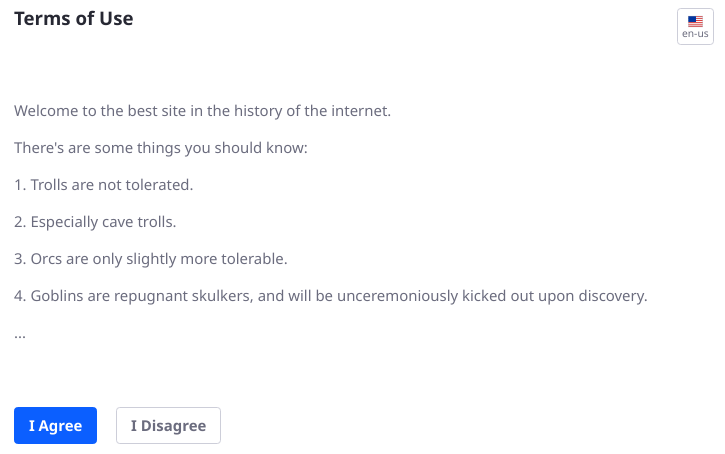 Terms of Use
en-us
Welcome to the best site in the history of the internet.
There's are some things you should know:
1. Trolls are not tolerated.
2. Especially cave trolls.
3. Orcs are only slightly more tolerable.
4. Goblins are repugnant skulkers, and will be unceremoniously kicked out upon discovery.
...
I Agree
I Disagree